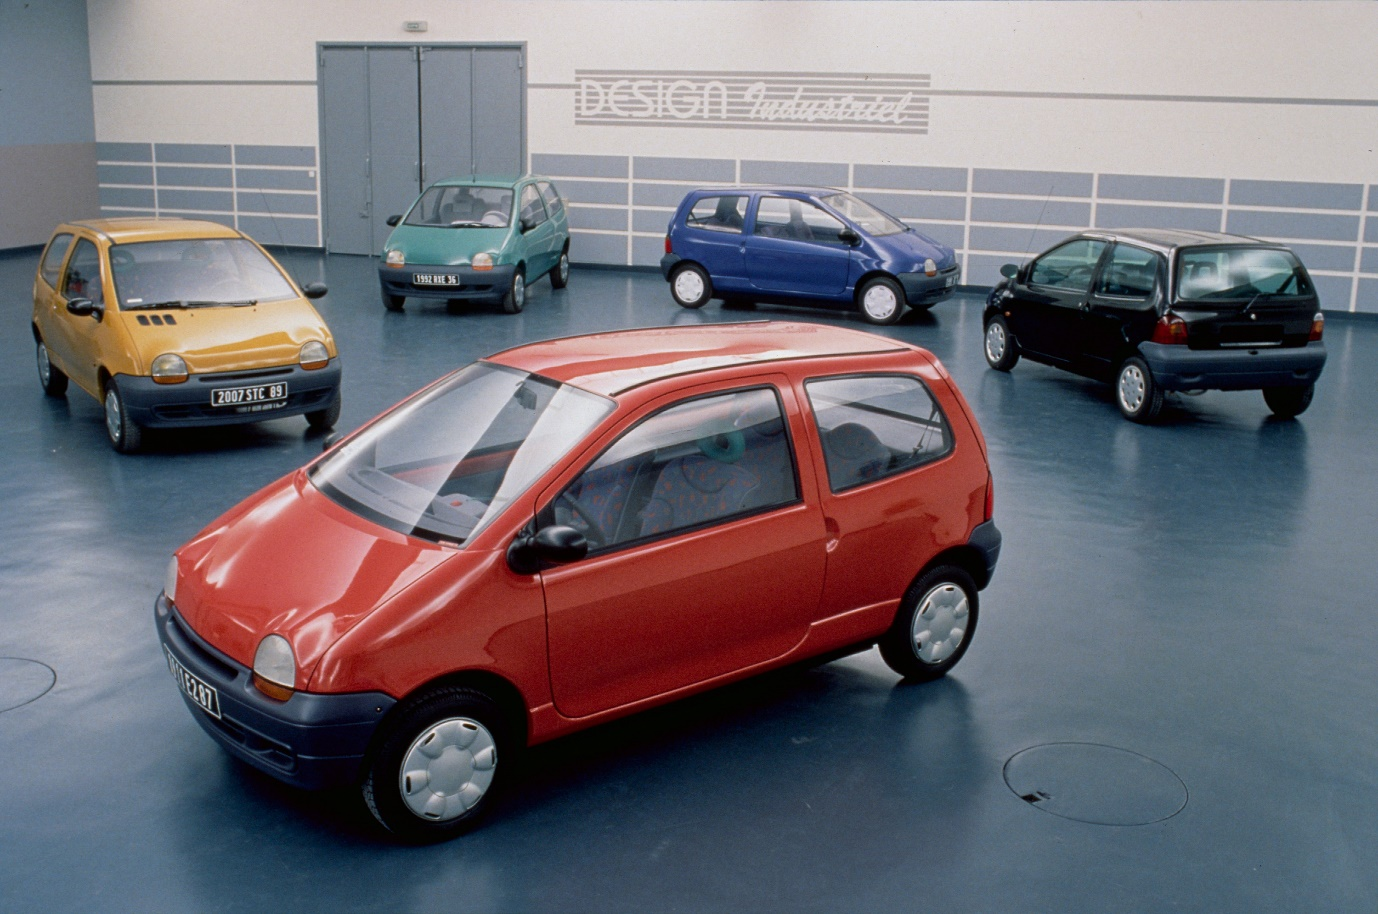 DESIGN Industriel
1992 RXE 36
2007 STC 89